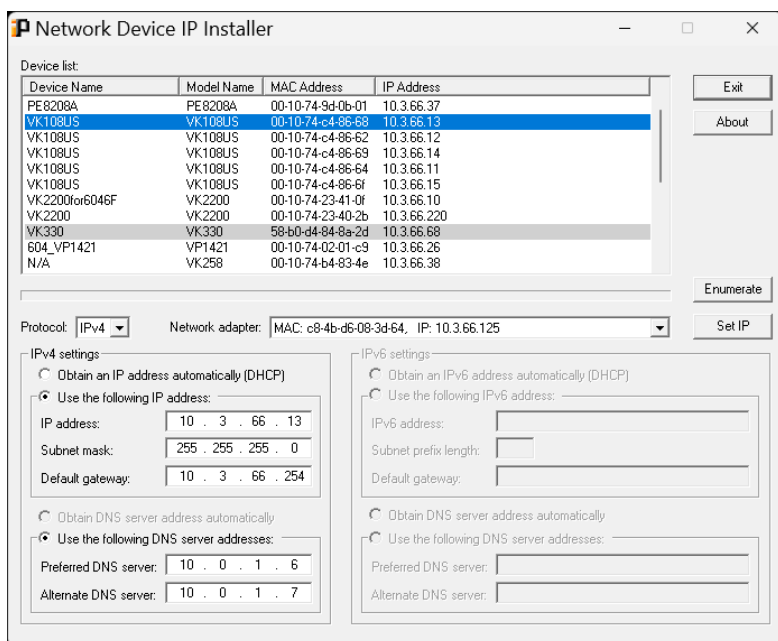 IP Network Device IP Installer
Device list:
Device Name Model Name MAC Address IP Address
PE8208A PE8208A 00-10-74-9d-0b-01 10.3.66.37
VK108US VK108US 00-10-74-c4-86-68 10.3.66.13
VK108US VK108US 00-10-74-c4-86-62 10.3.66.12
VK108US VK108US 00-10-74-c4-86-69 10.3.66.14
VK108US VK108US 00-10-74-c4-86-64 10.3.66.11
VK108US VK108US 00-10-74-c4-86-6f 10.3.66.15
VK2200for6046F VK2200 00-10-74-23-41-0f 10.3.66.10
VK2200 VK2200 00-10-74-23-40-2b 10.3.66.220
VK330 VK330 58-b0-d4-84-8a-2d 10.3.66.68
604_VP1421 VP1421 00-10-74-02-01-c9 10.3.66.26
N/A VK258 00-10-74-b4-83-4e 10.3.66.38
Exit
About
Enumerate
Protocol: IPv4 Network adapter: MAC: c8-4b-d6-08-3d-64, IP: 10.3.66.125 Set IP
IPv4 settings
Obtain an IP address automatically (DHCP)
Use the following IP address:
IP address: 10 . 3 . 66 . 13
Subnet mask: 255 . 255 . 255 . 0
Default gateway: 10 . 3 . 66 . 254
Obtain DNS server address automatically
Use the following DNS server addresses:
Preferred DNS server: 10 . 0 . 1 . 6
Alternate DNS server: 10 . 0 . 1 . 7
IPv6 settings
Obtain an IPv6 address automatically (DHCP)
Use the following IPv6 address:
IPv6 address:
Subnet prefix length:
Default gateway:
Obtain DNS server address automatically
Use the following DNS server addresses:
Preferred DNS server:
Alternate DNS server: